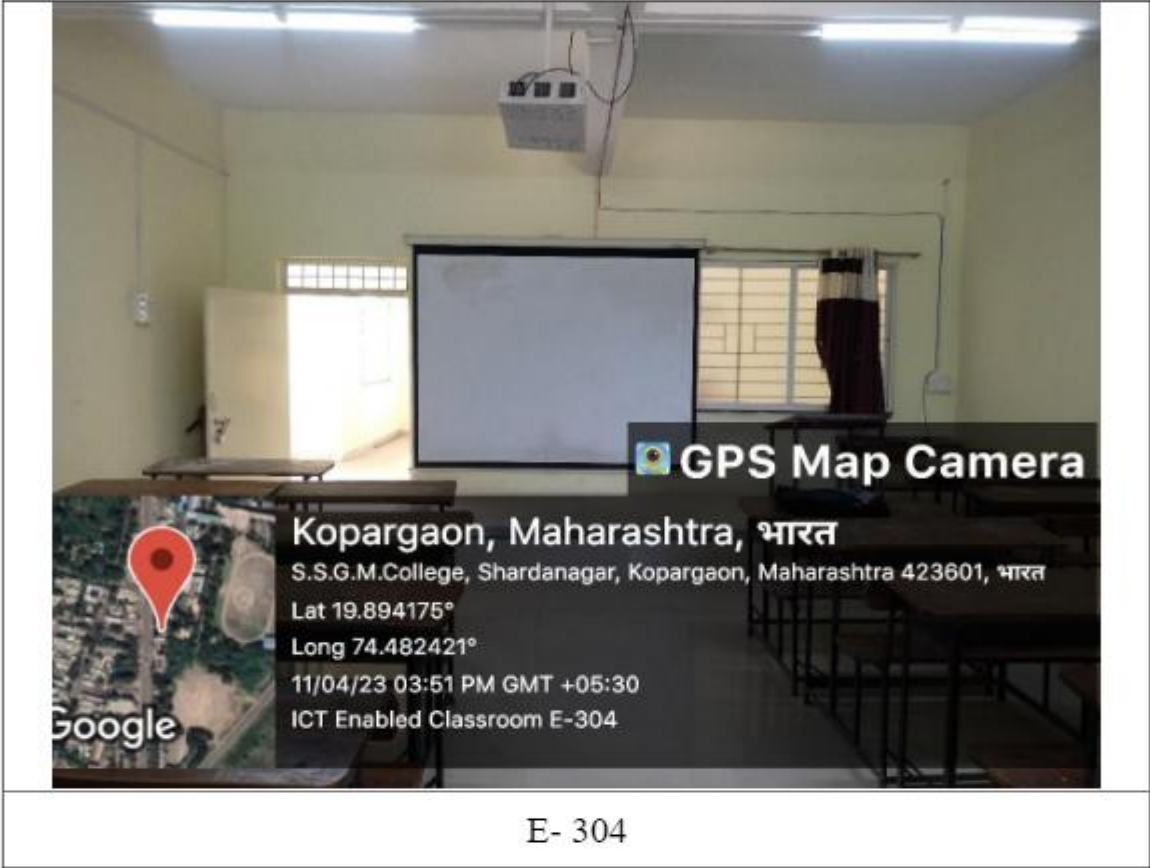 GPS Map Camera
Kopargaon, Maharashtra, भारत
S.S.G.M.College, Shardanagar, Kopargaon, Maharashtra 423601, भारत
Lat 19.894175°
Long 74.482421°
11/04/23 03:51 PM GMT +05:30
ICT Enabled Classroom E-304
Google
E- 304